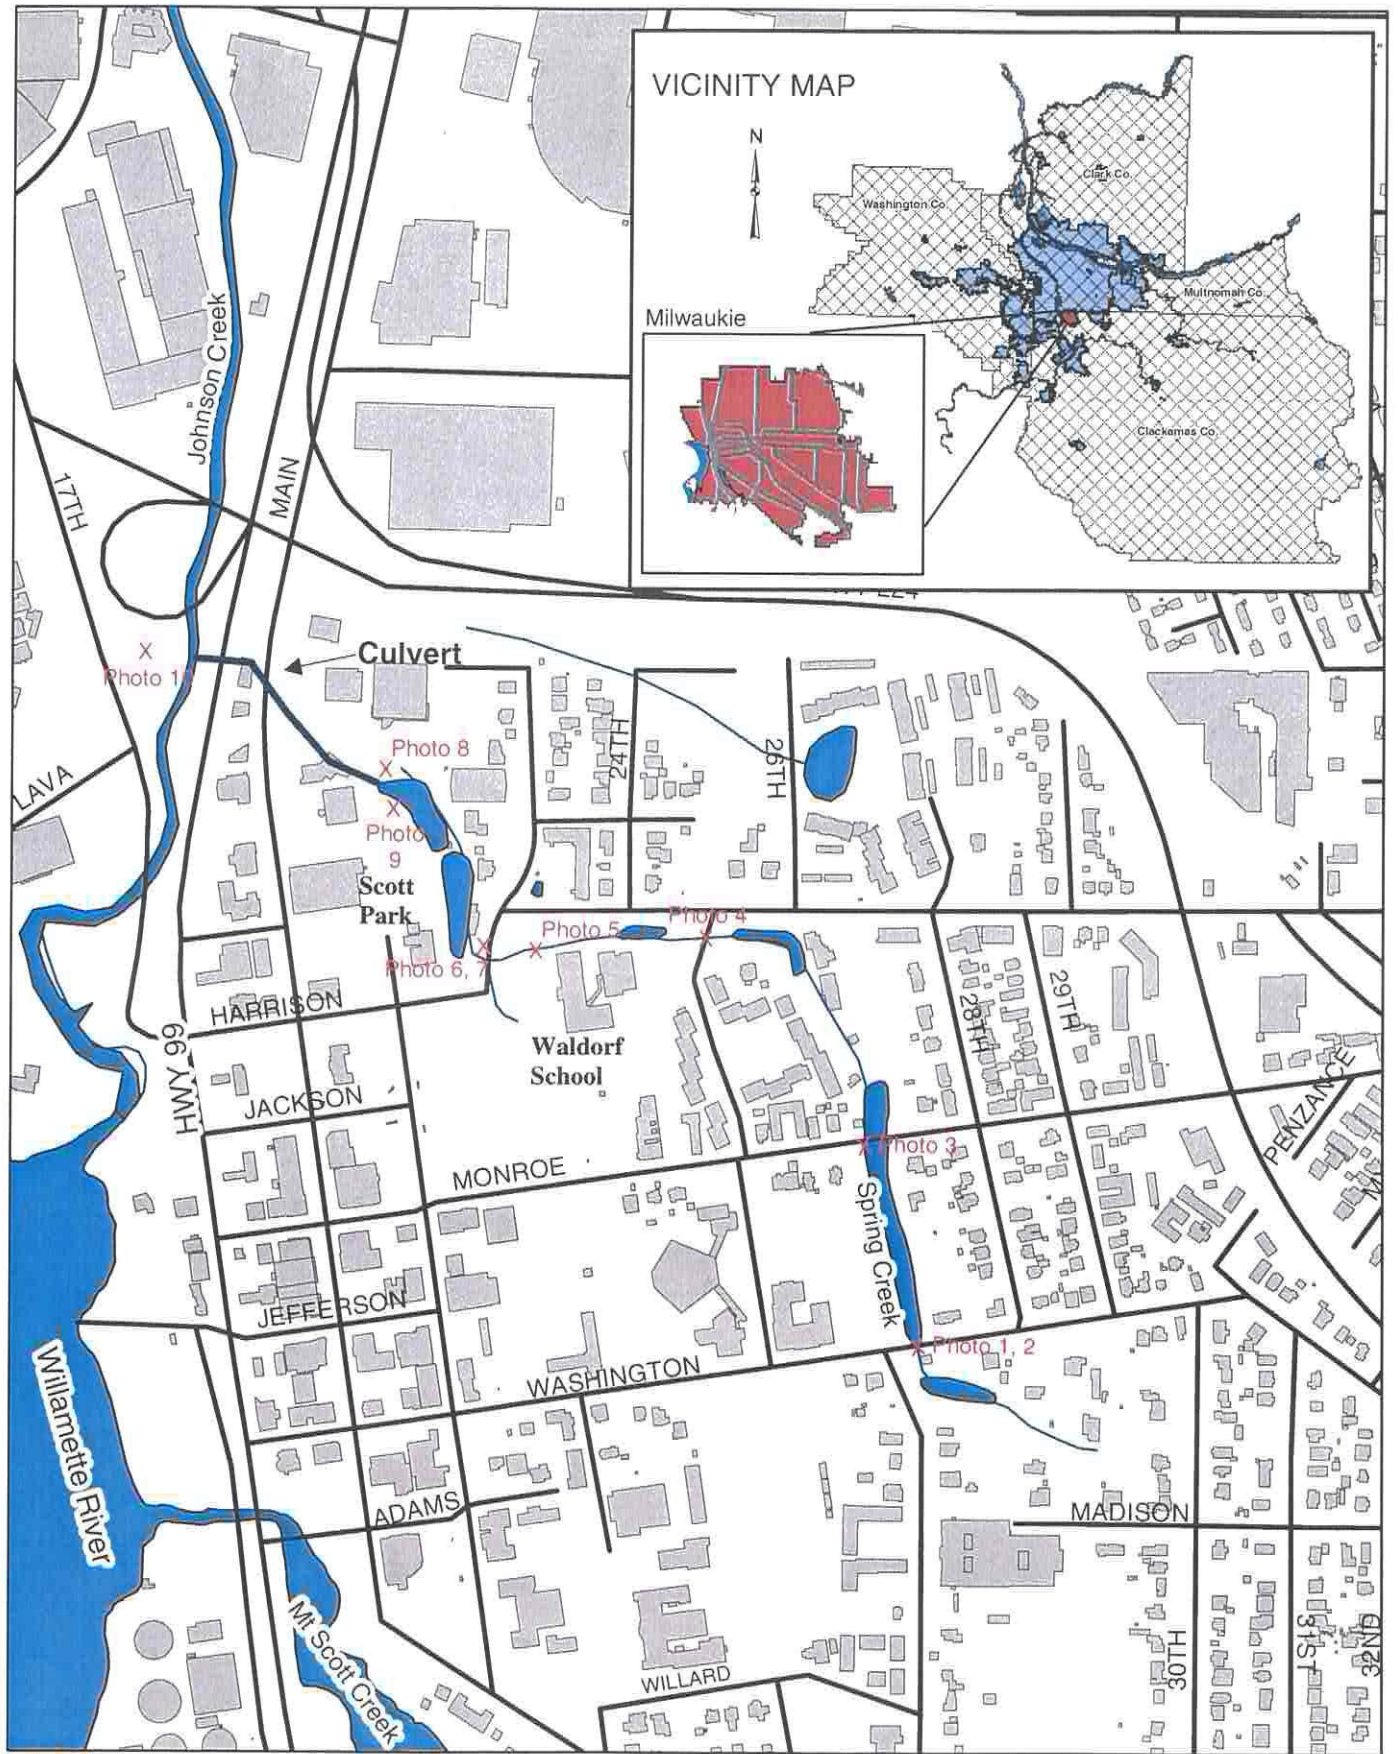 VICINITY MAP
N
Clark Co.
Washington Co.
Multnomah Co.
Milwaukie
Clackamas Co.
Johnson Creek
MAIN
17TH
Culvert
Photo 10
Photo 8
24TH
26TH
LAVA
Photo
9
Scott
Park
Photo 5
Photo 4
Photo 6, 7
HARRISON
28TH
29TH
HWY 99
Waldorf
School
JACKSON
PENZANCE
MONROE
Photo 3
Spring Creek
JEFFERSON
Photo 1, 2
WASHINGTON
Willamette River
ADAMS
MADISON
Mt Scott Creek
30TH
31ST
32ND
WILLARD